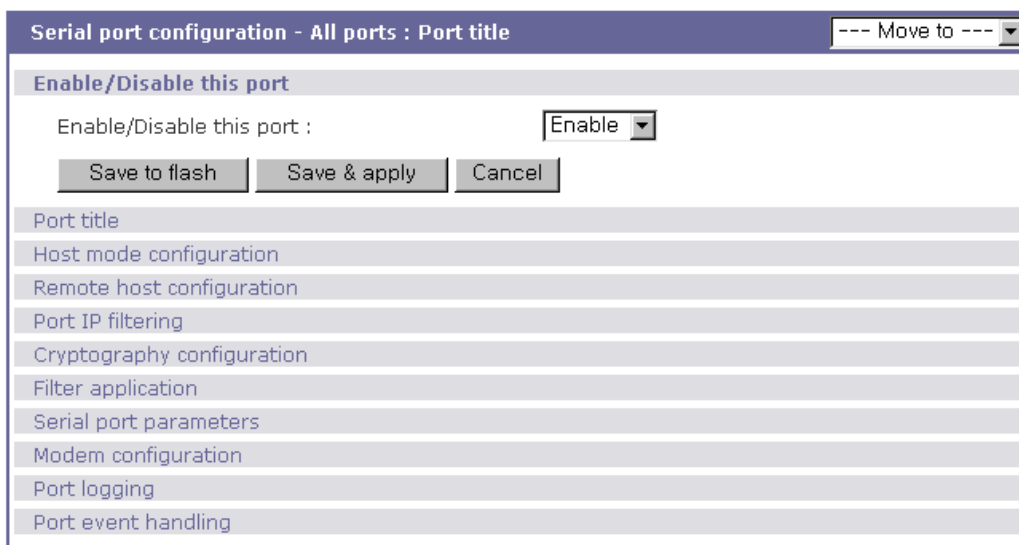 Serial port configuration - All ports : Port title
--- Move to ---
Enable/Disable this port
Enable/Disable this port :
Enable
Save to flash
Save & apply
Cancel
Port title
Host mode configuration
Remote host configuration
Port IP filtering
Cryptography configuration
Filter application
Serial port parameters
Modem configuration
Port logging
Port event handling